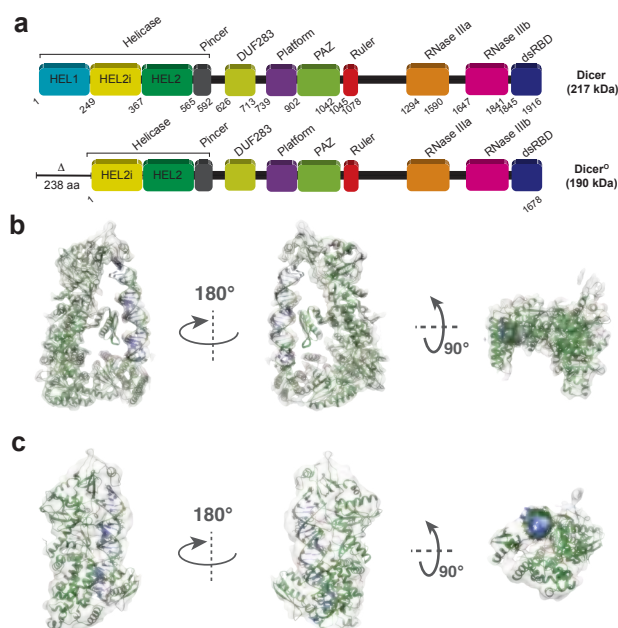 a
Helicase
Pincer
DUF283
Platform
PAZ
Ruler
RNase IIIa
RNase IIIb
dsRBD
HEL1 HEL2i HEL2
Dicer
(217 kDa)
1 249 367 565 592 626 713 739 902 1042 1045 1078 1294 1590 1647 1841 1845 1916
Helicase
Pincer
DUF283
Platform
PAZ
Ruler
RNase IIIa
RNase IIIb
dsRBD
Δ
238 aa
HEL2i HEL2
Dicerᴼ
(190 kDa)
1 1678
b
180°
90°
c
180°
90°